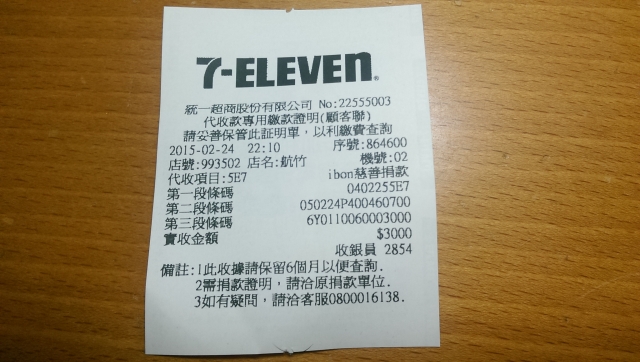 7-ELEVEn®
統一超商股份有限公司 No:22555003
代收款專用繳款證明(顧客聯)
請妥善保管此証明單，以利繳費查詢
2015-02-24 22:10 序號:864600
店號:993502 店名:航竹 機號:02
代收項目:5E7 ibon慈善捐款
第一段條碼 0402255E7
第二段條碼 050224P400460700
第三段條碼 6Y0110060003000
實收金額 $3000
收銀員 2854
備註:1此收據請保留6個月以便查詢.
2需捐款證明，請洽原捐款單位.
3如有疑問，請洽客服0800016138.